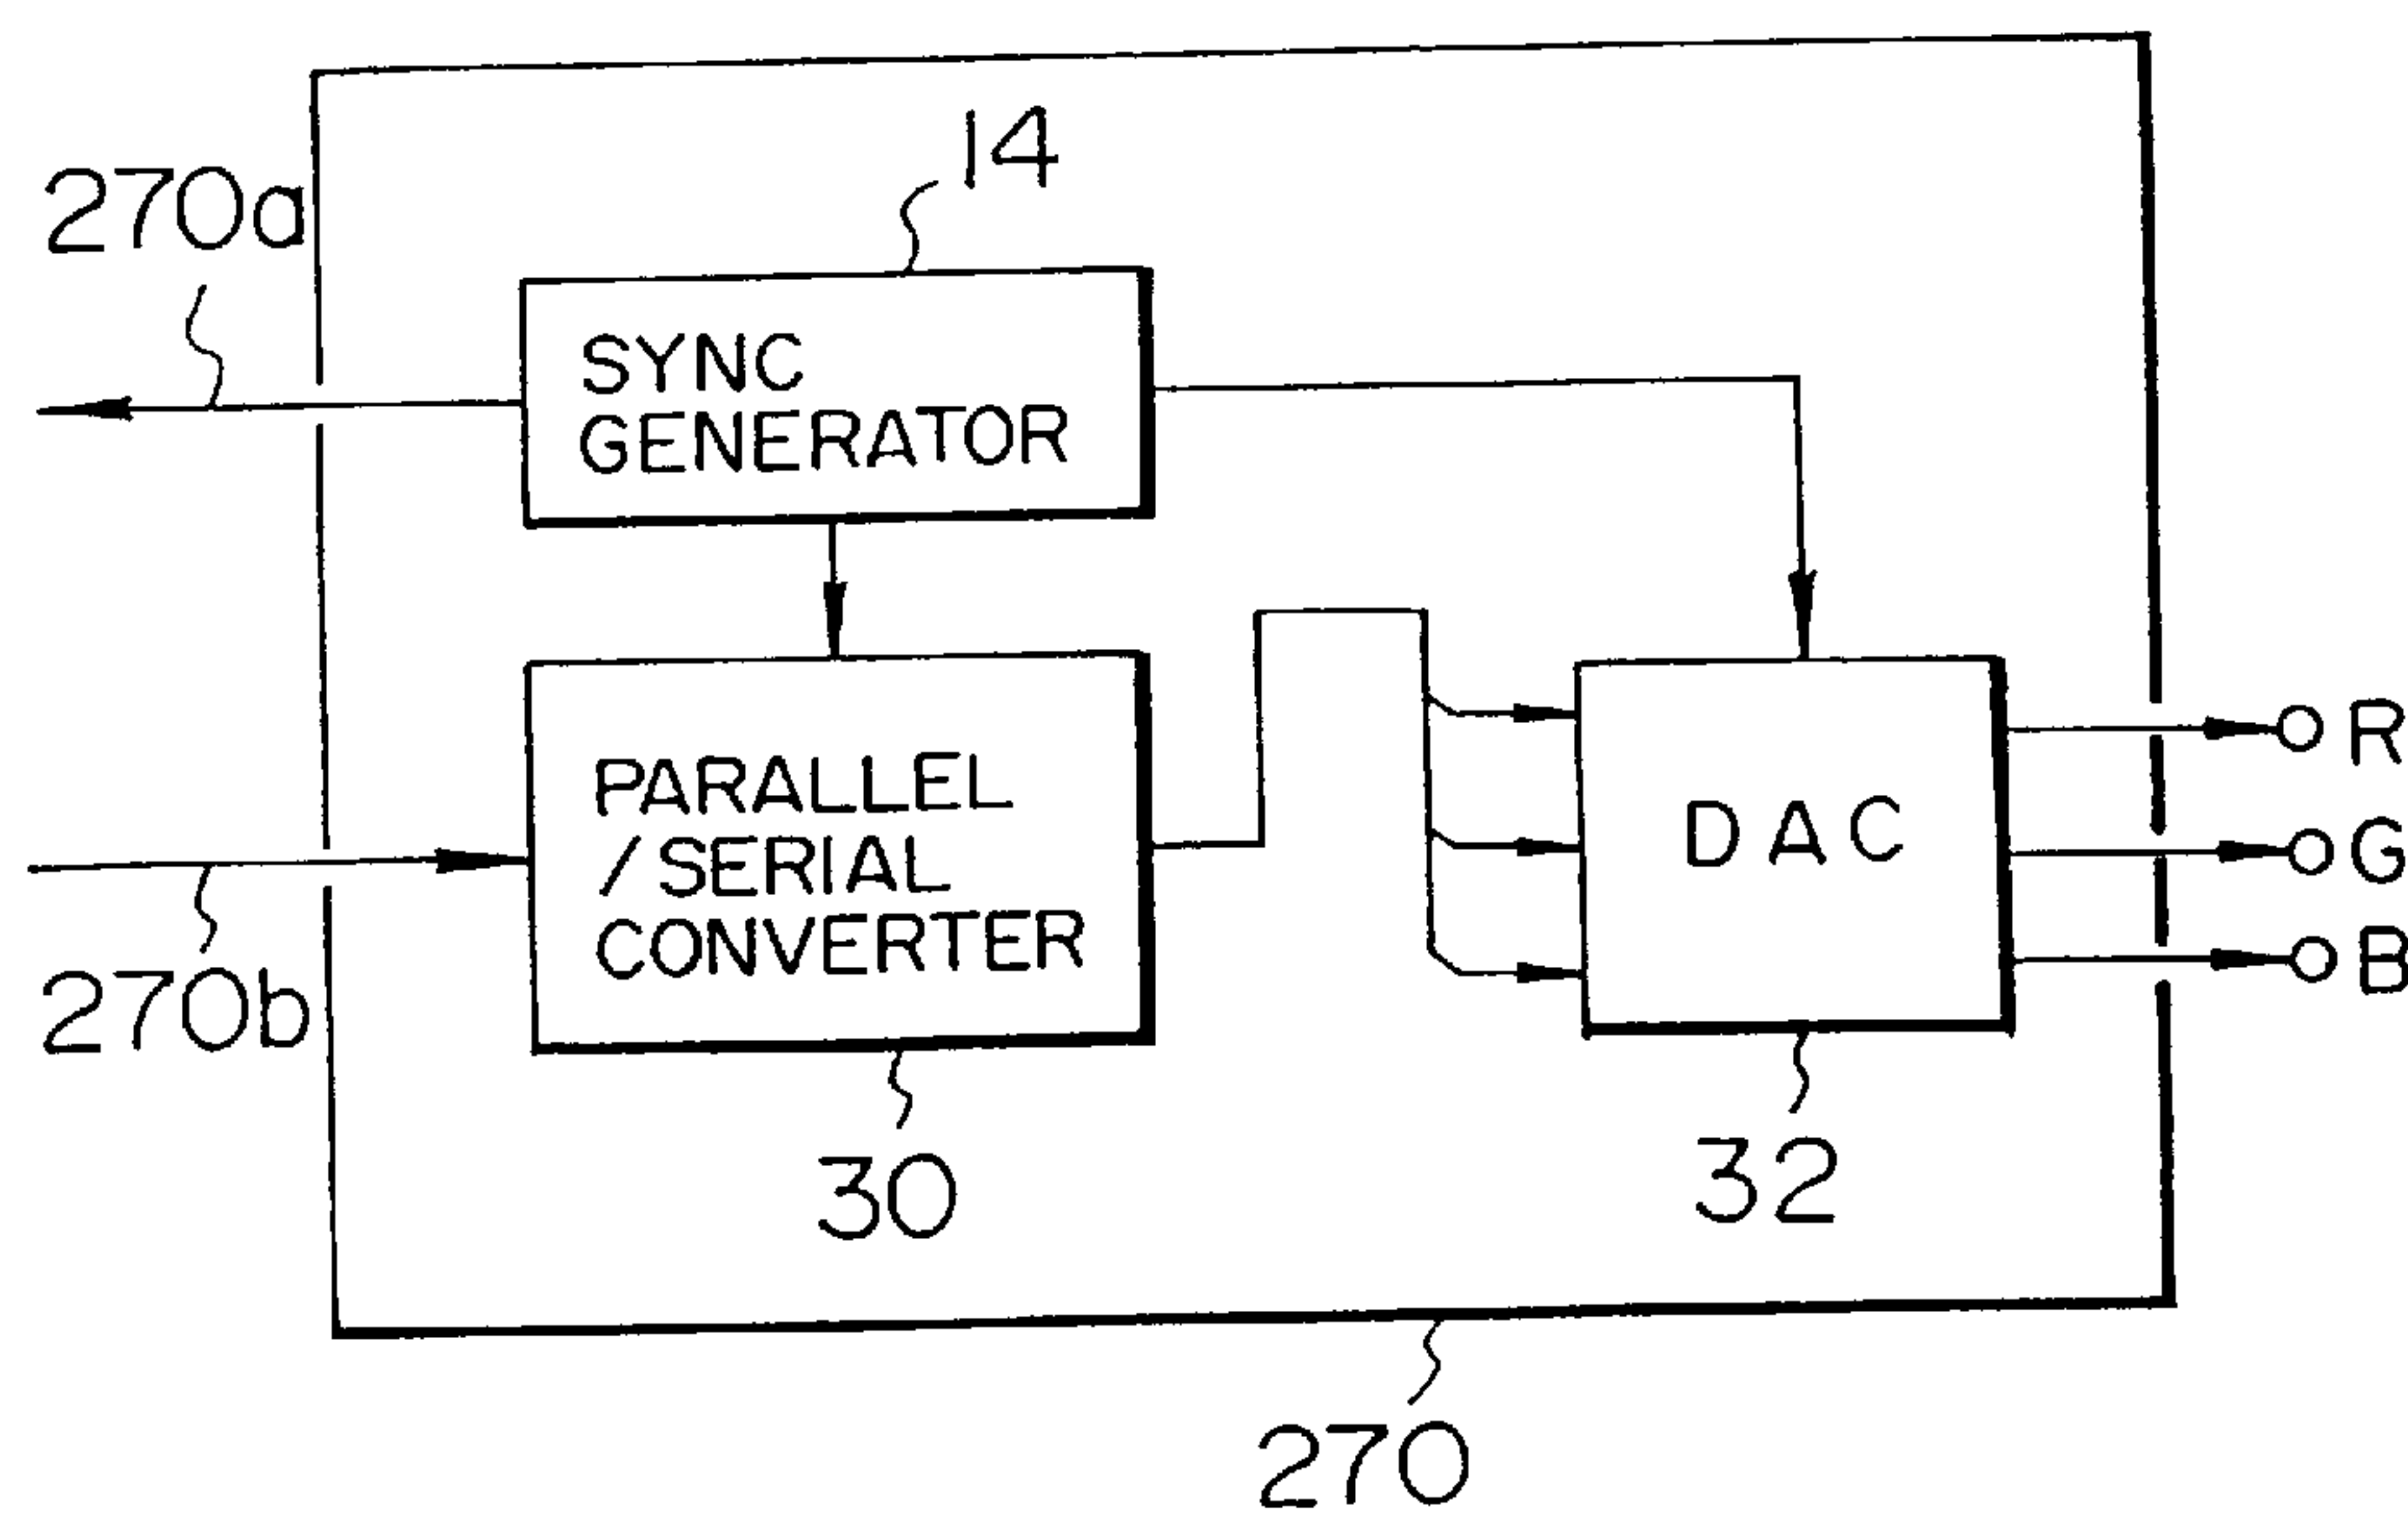 14
270a
SYNC
GENERATOR
PARALLEL
/SERIAL
CONVERTER
DAC
R
G
B
270b
30
32
270